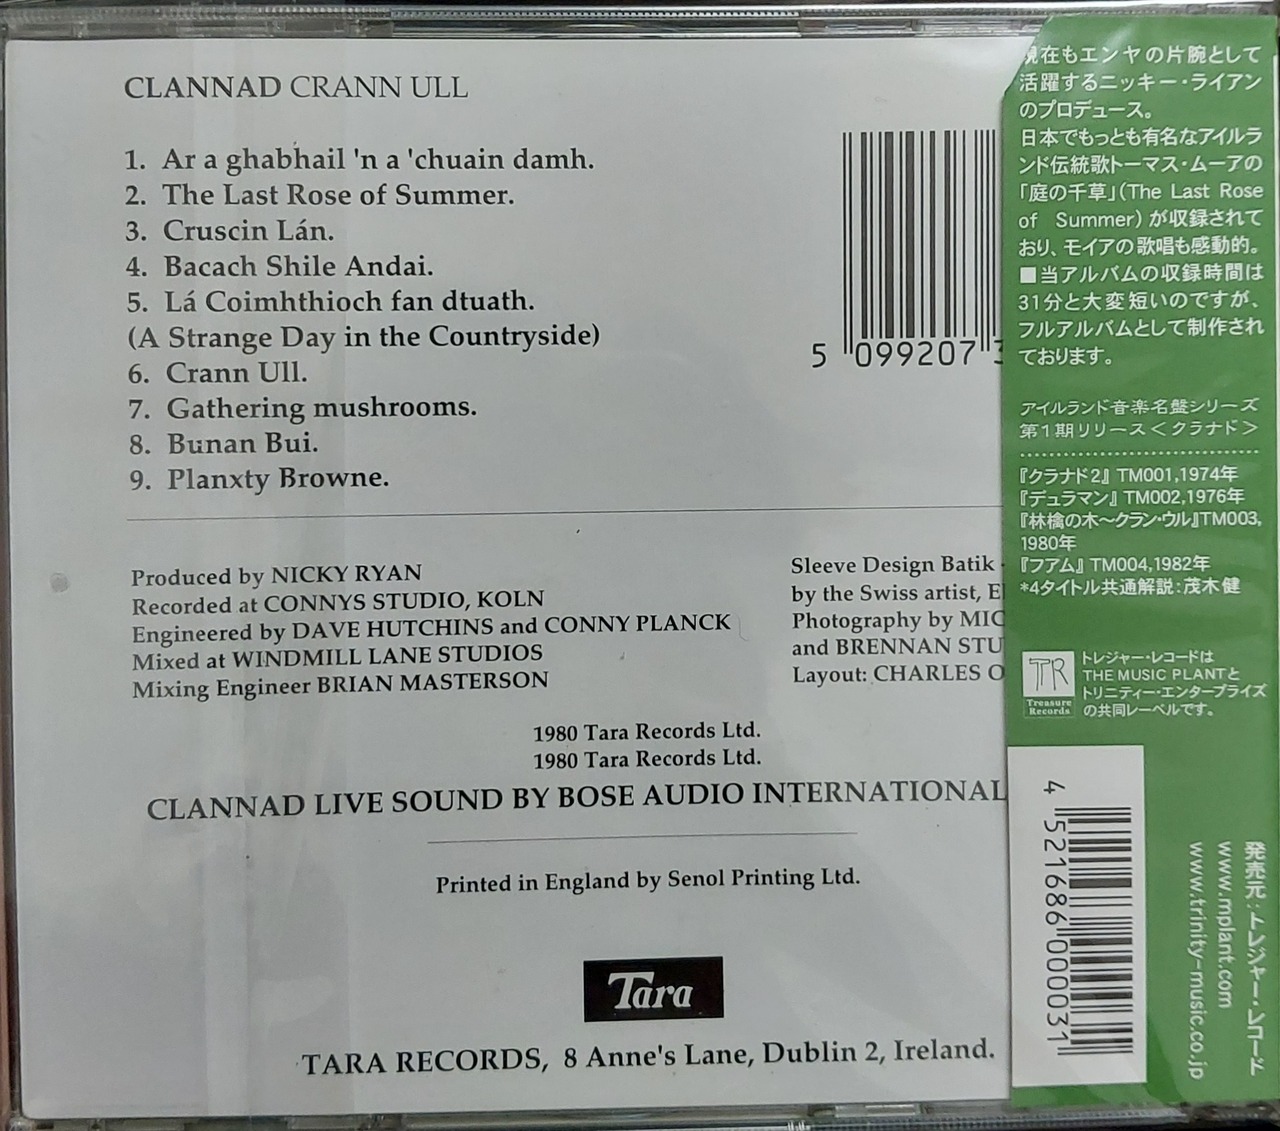 CLANNAD CRANN ULL
1. Ar a ghabhail 'n a 'chuain damh.
2. The Last Rose of Summer.
3. Cruscin Lán.
4. Bacach Shile Andai.
5. Lá Coimhthioch fan dtuath.
(A Strange Day in the Countryside)
6. Crann Ull.
7. Gathering mushrooms.
8. Bunan Bui.
9. Planxty Browne.
5 099207
Produced by NICKY RYAN
Recorded at CONNYS STUDIO, KOLN
Engineered by DAVE HUTCHINS and CONNY PLANCK
Mixed at WINDMILL LANE STUDIOS
Mixing Engineer BRIAN MASTERSON
Sleeve Design Batik
by the Swiss artist,
Photography by
and BRENNAN
Layout: CHARLES
1980 Tara Records Ltd.
1980 Tara Records Ltd.
CLANNAD LIVE SOUND BY BOSE AUDIO INTERNATIONAL
Printed in England by Senol Printing Ltd.
Tara
TARA RECORDS, 8 Anne's Lane, Dublin 2, Ireland.
現在もエンヤの片腕として
活躍するニッキー・ライアン
のプロデュース。
日本でもっとも有名なアイルラ
ンド伝統歌トーマス・ムーアの
「庭の千草」(The Last Rose
of Summer)が収録されて
おり、モイアの歌唱も感動的。
■当アルバムの収録時間は
31分と大変短いのですが、
フルアルバムとして制作され
ております。
アイルランド音楽名盤シリーズ
第1期リリース<クラナド>
『クラナド2』TM001,1974年
『デュラマン』TM002,1976年
『林檎の木〜クラン・ウル』TM003,
1980年
『フアム』TM004,1982年
*4タイトル共通解説:茂木健
TR
Treasure
Records
トレジャー・レコードは
THE MUSIC PLANTと
トリニティー・エンタープライズ
の共同レーベルです。
4 521686 000031
発売元:トレジャー・レコード
www.mplant.com
www.trinity-music.co.jp